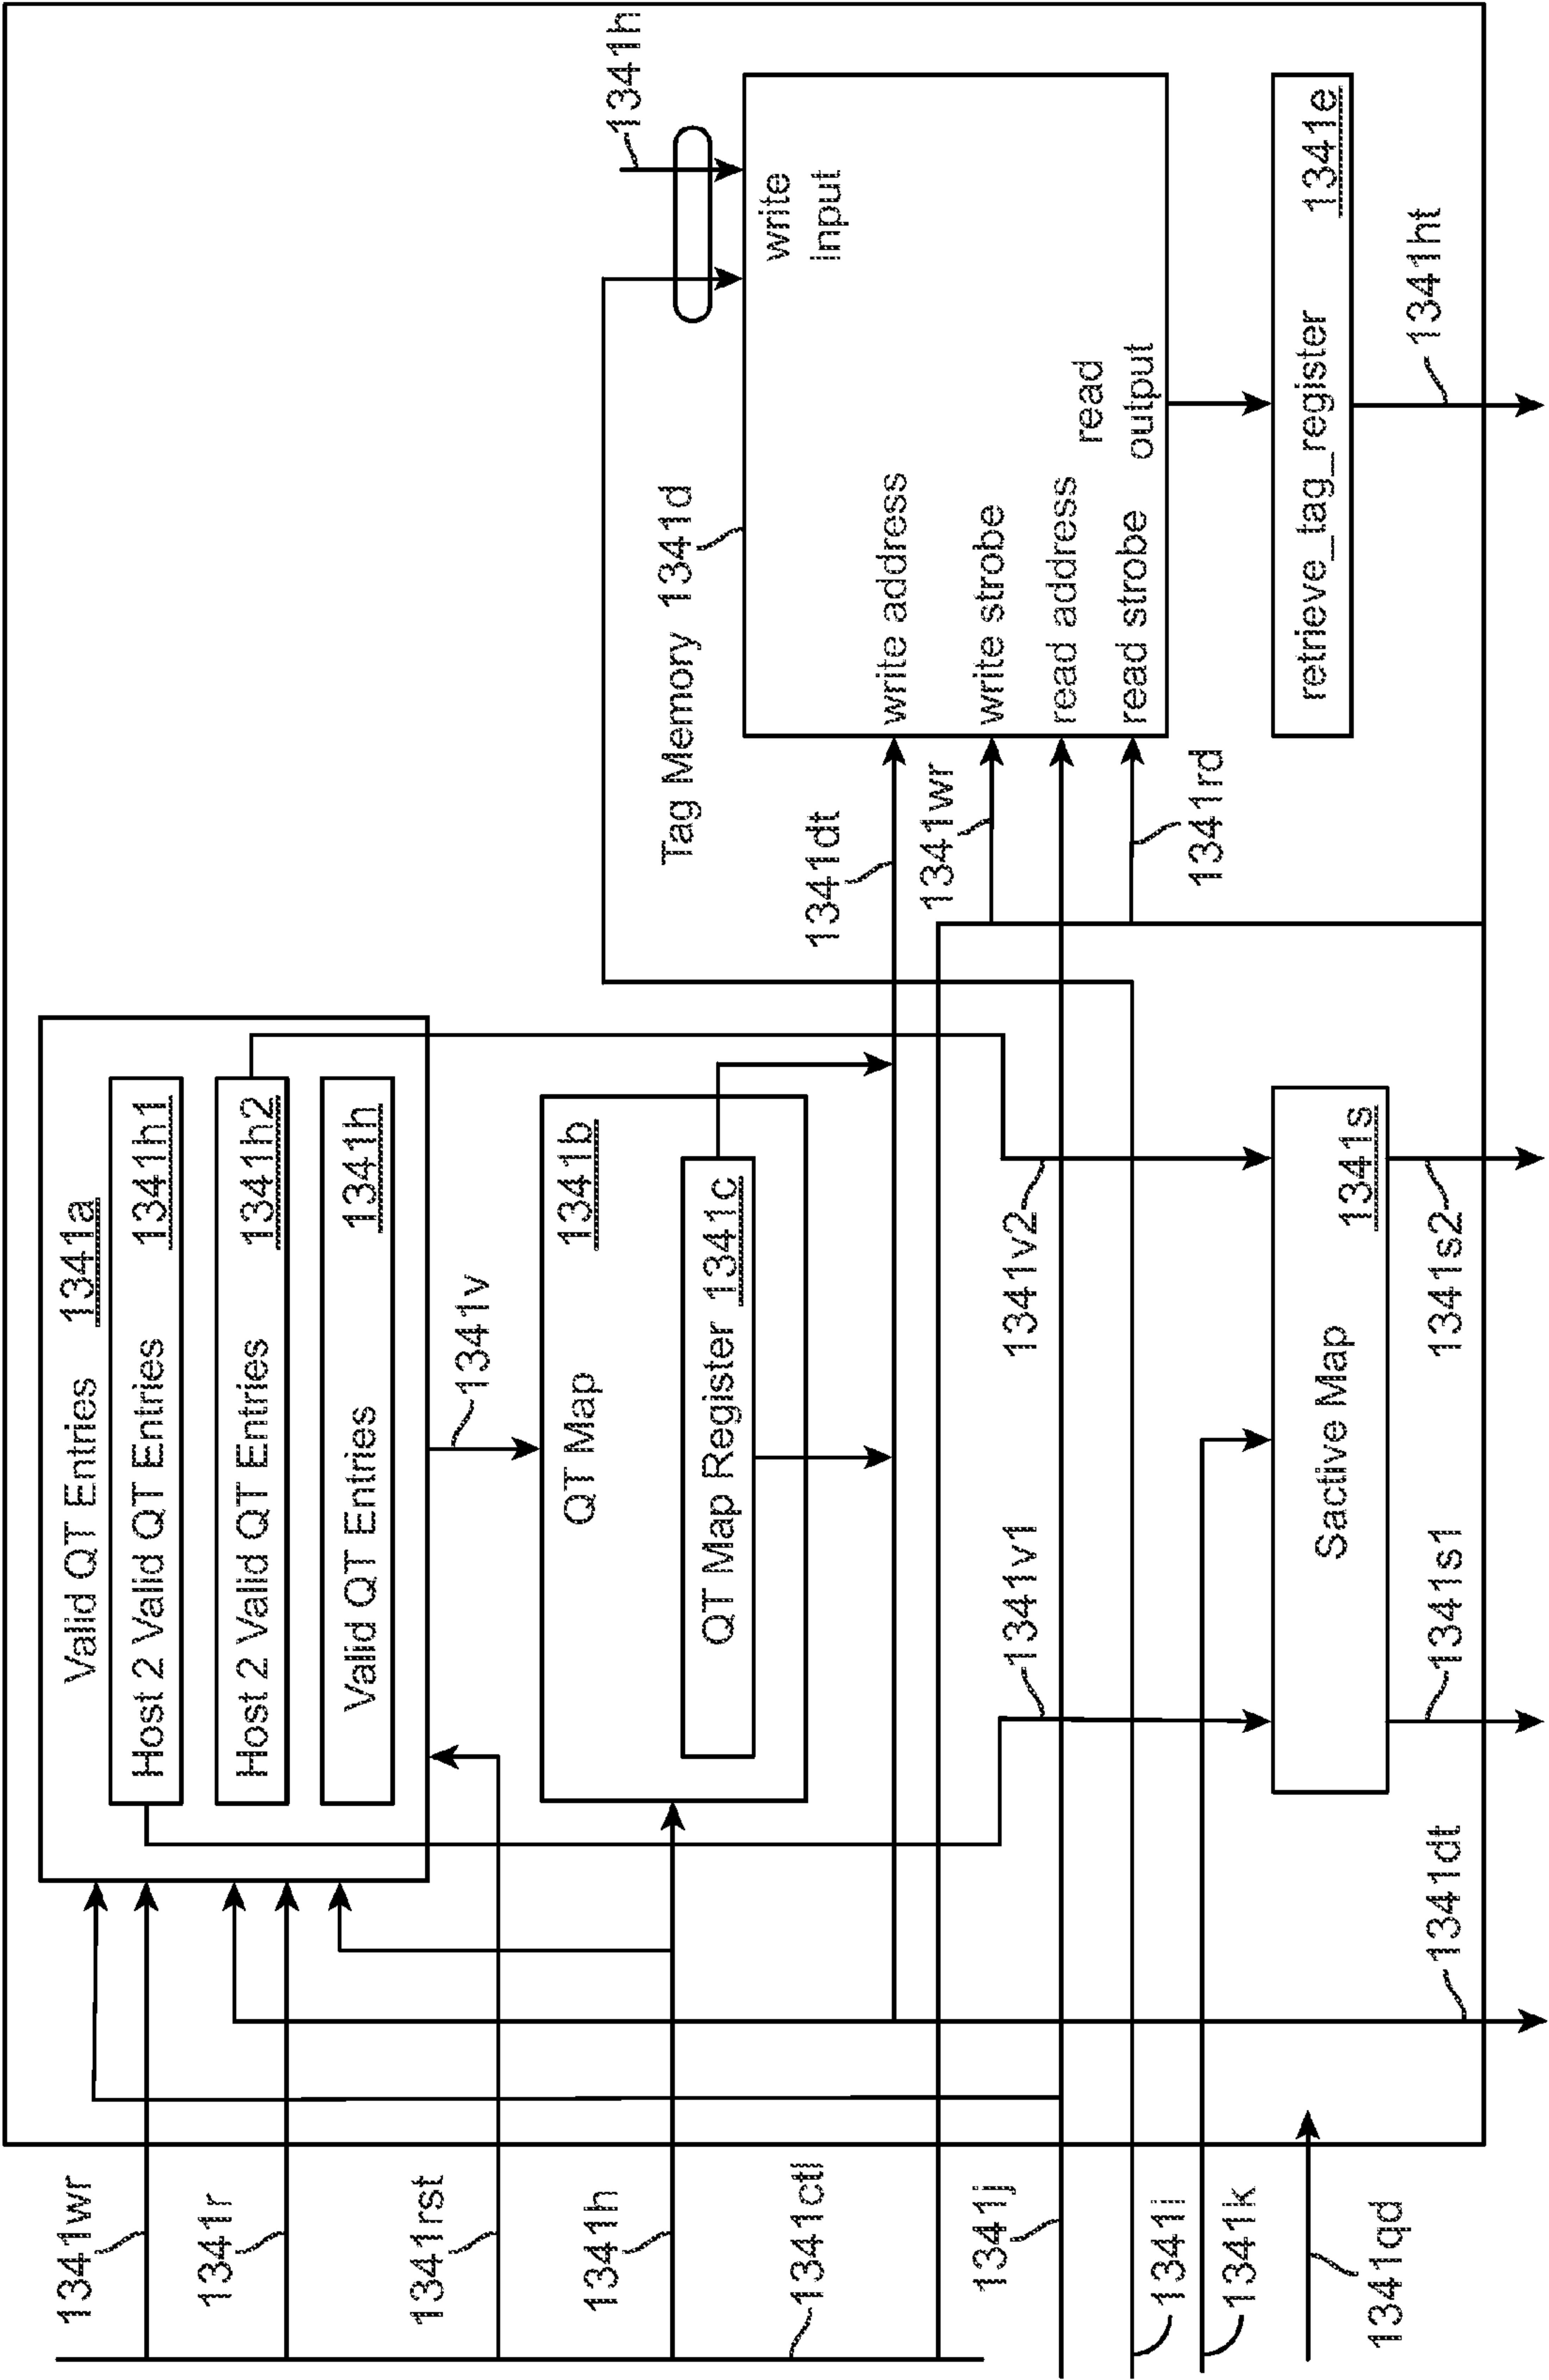 1341wr
1341r
1341rst
1341h
1341ctl
1341j
1341i
1341k
1341qd
Valid QT Entries 1341a
Host 2 Valid QT Entries 1341h1
Host 2 Valid QT Entries 1341h2
Valid QT Entries 1341h
1341v
QT Map 1341b
QT Map Register 1341c
1341v1
1341v2
Sactive Map 1341s
1341dt
1341s1
1341s2
Tag Memory 1341d
1341h
write
input
1341dt
write address
1341wr
write strobe
read address
read strobe
1341rd
read
output
retrieve_tag_register 1341e
1341ht